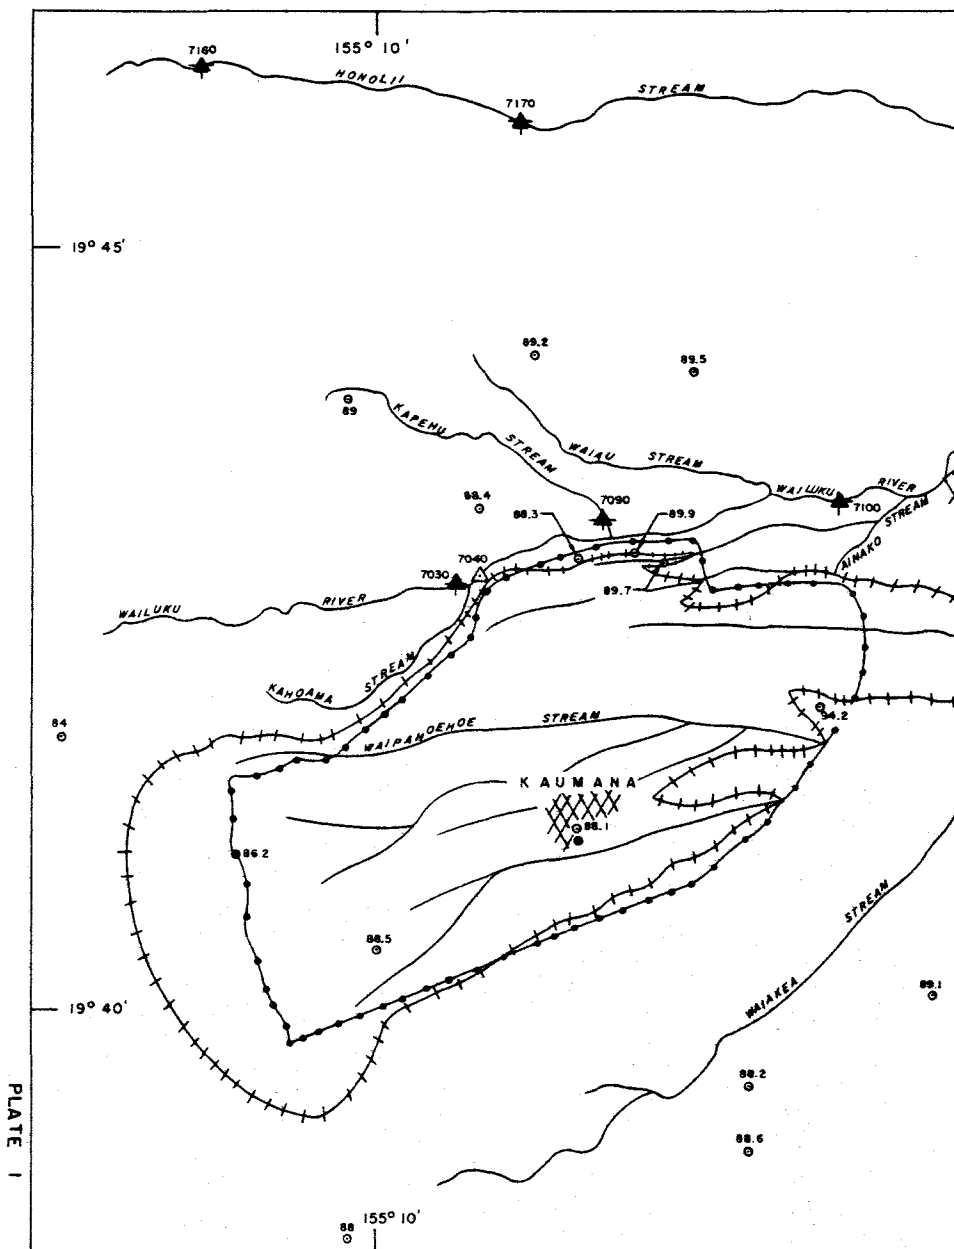 155° 10'
7160
HONOLII
STREAM
7170
19° 45'
89.2
89.5
89
KAPEHU
STREAM
WAIAU
STREAM
WAILUKU
RIVER
7100
88.4
7090
88.3
89.9
STREAM
AINAKO
7040
7030
89.7
WAILUKU
RIVER
STREAM
KAHOAMA
84
WAIPAHOEHOE
STREAM
94.2
KAUMANA
88.1
86.2
STREAM
88.5
89.1
19° 40'
WAIAKEA
88.2
88.6
PLATE 1
155° 10'
88